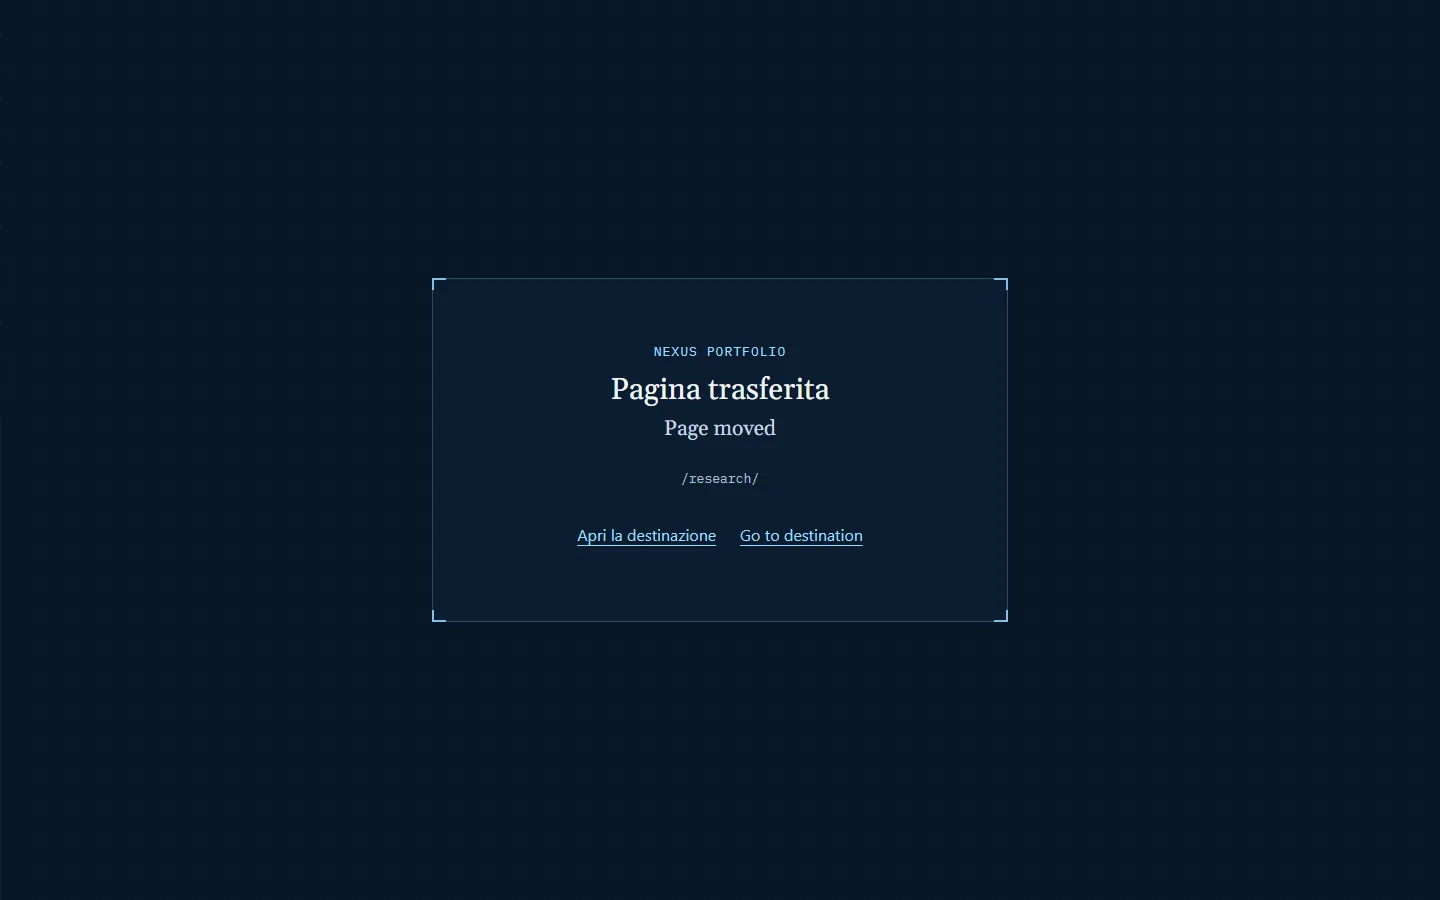 NEXUS PORTFOLIO
Pagina trasferita
Page moved
/research/
Apri la destinazione Go to destination